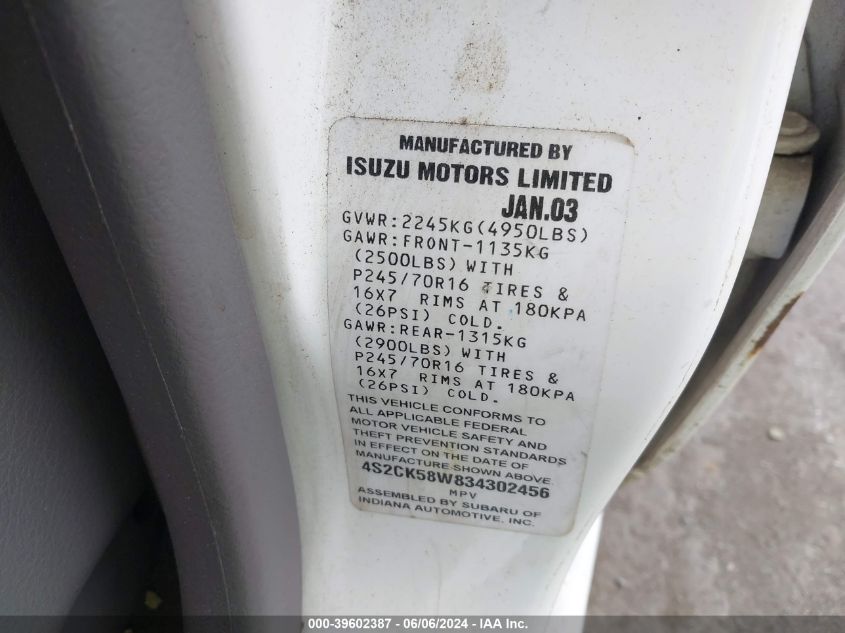 MANUFACTURED BY
ISUZU MOTORS LIMITED
JAN.03
GVWR:2245KG(4950LBS)
GAWR:FRONT-1135KG
(2500LBS) WITH
P245/70R16 TIRES &
16X7 RIMS AT 180KPA
(26PSI) COLD.
GAWR:REAR-1315KG
(2900LBS) WITH
P245/70R16 TIRES &
16X7 RIMS AT 180KPA
(26PSI) COLD.
THIS VEHICLE CONFORMS TO
ALL APPLICABLE FEDERAL
MOTOR VEHICLE SAFETY AND
THEFT PREVENTION STANDARDS
IN EFFECT ON THE DATE OF
MANUFACTURE SHOWN ABOVE.
4S2CK58W834302456
MPV
ASSEMBLED BY SUBARU OF
INDIANA AUTOMOTIVE, INC.
000-39602387 - 06/06/2024 - IAA Inc.